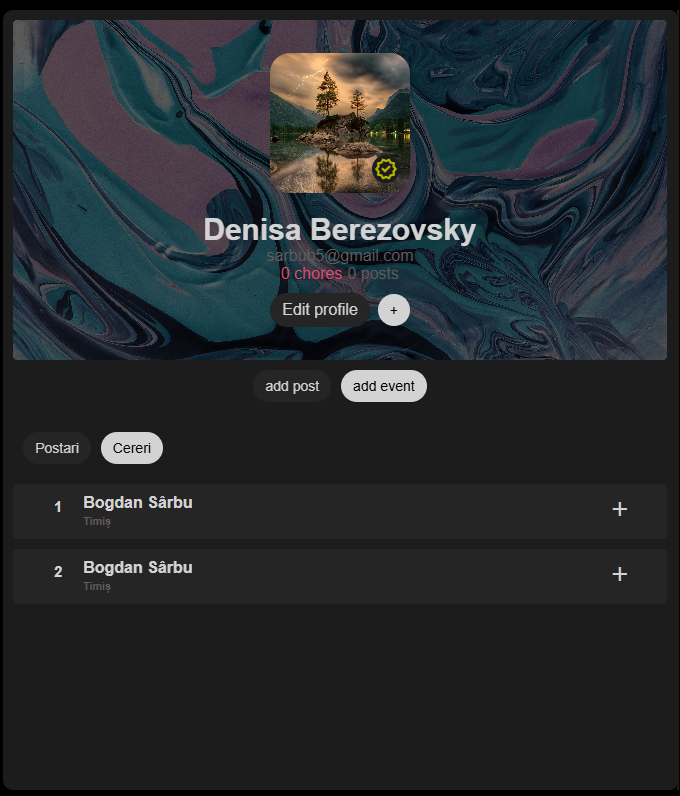 Denisa Berezovsky
sarbub5@gmail.com
0 chores 0 posts
Edit profile +
add post add event
Postari Cereri
1 Bogdan Sârbu +
Timiș
2 Bogdan Sârbu +
Timiș